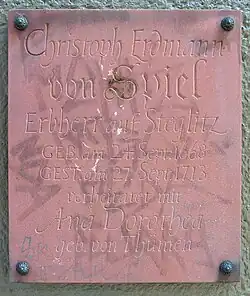 Christoph Erdmann
von Spiel
Erbherr auf Steglitz
GEB. am 24. Sept. 1668
GEST. am 27. Sept. 1713
verheiratet mit
Ana Dorothea
geb. von Thümen